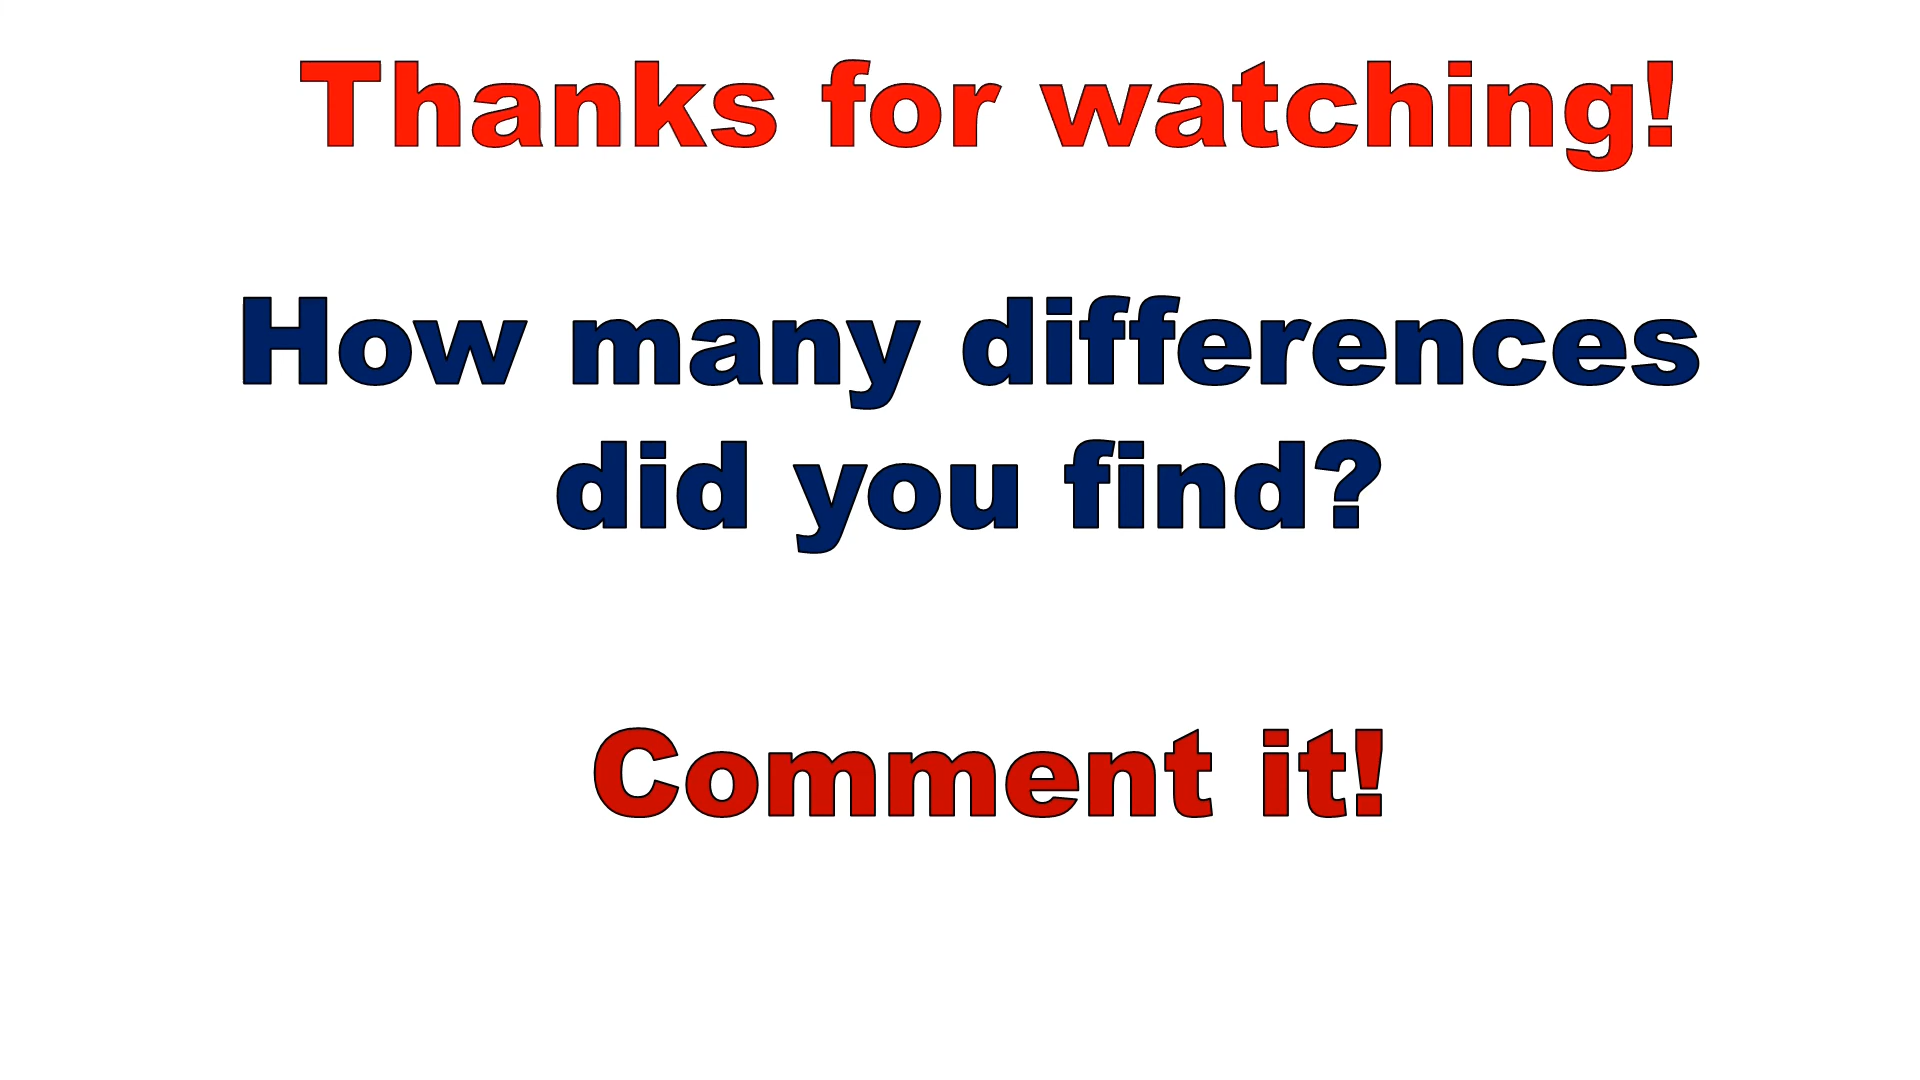 Thanks for watching!
How many differences
did you find?
Comment it!